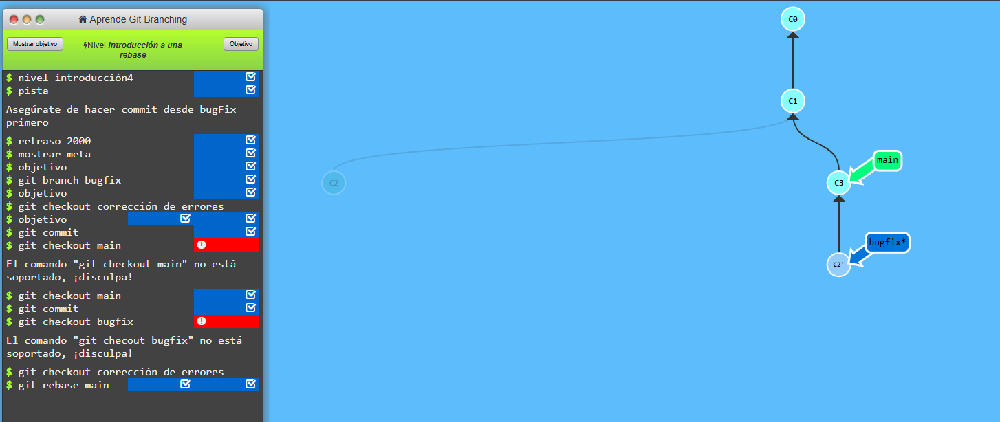 Aprende Git Branching
Mostrar objetivo
Nivel Introducción a una
rebase
Objetivo
$ nivel introducción4
$ pista
Asegúrate de hacer commit desde bugFix
primero
$ retraso 2000
$ mostrar meta
$ objetivo
$ git branch bugfix
$ objetivo
$ git checkout corrección de errores
$ objetivo
$ git commit
$ git checkout main
El comando "git checkout main" no está
soportado, ¡disculpa!
$ git checkout main
$ git commit
$ git checkout bugfix
El comando "git checout bugfix" no está
soportado, ¡disculpa!
$ git checkout corrección de errores
$ git rebase main
C0
C1
main
C2
C3
bugfix*
C2'